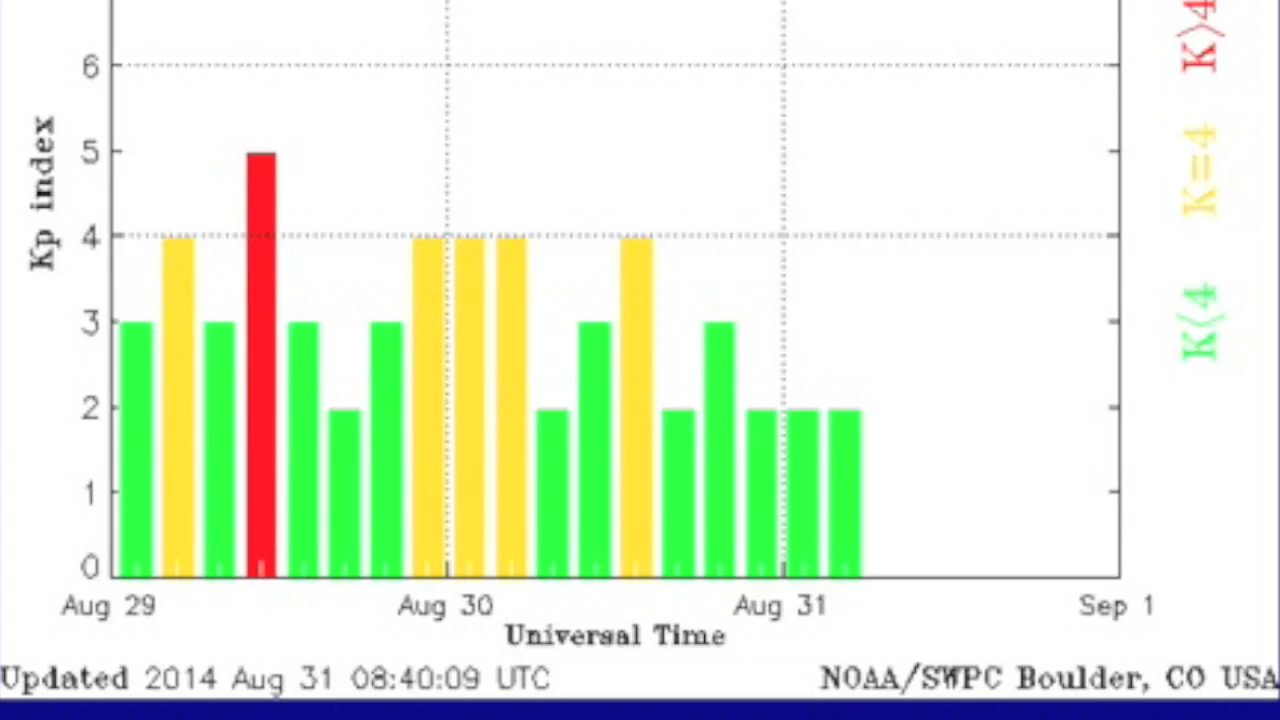 6
5
4
3
2
1
0
Kp index
Aug 29 Aug 30 Aug 31 Sep 1
Universal Time
Updated 2014 Aug 31 08:40:09 UTC
NOAA/SWPC Boulder, CO USA
K<4 K=4 K>4